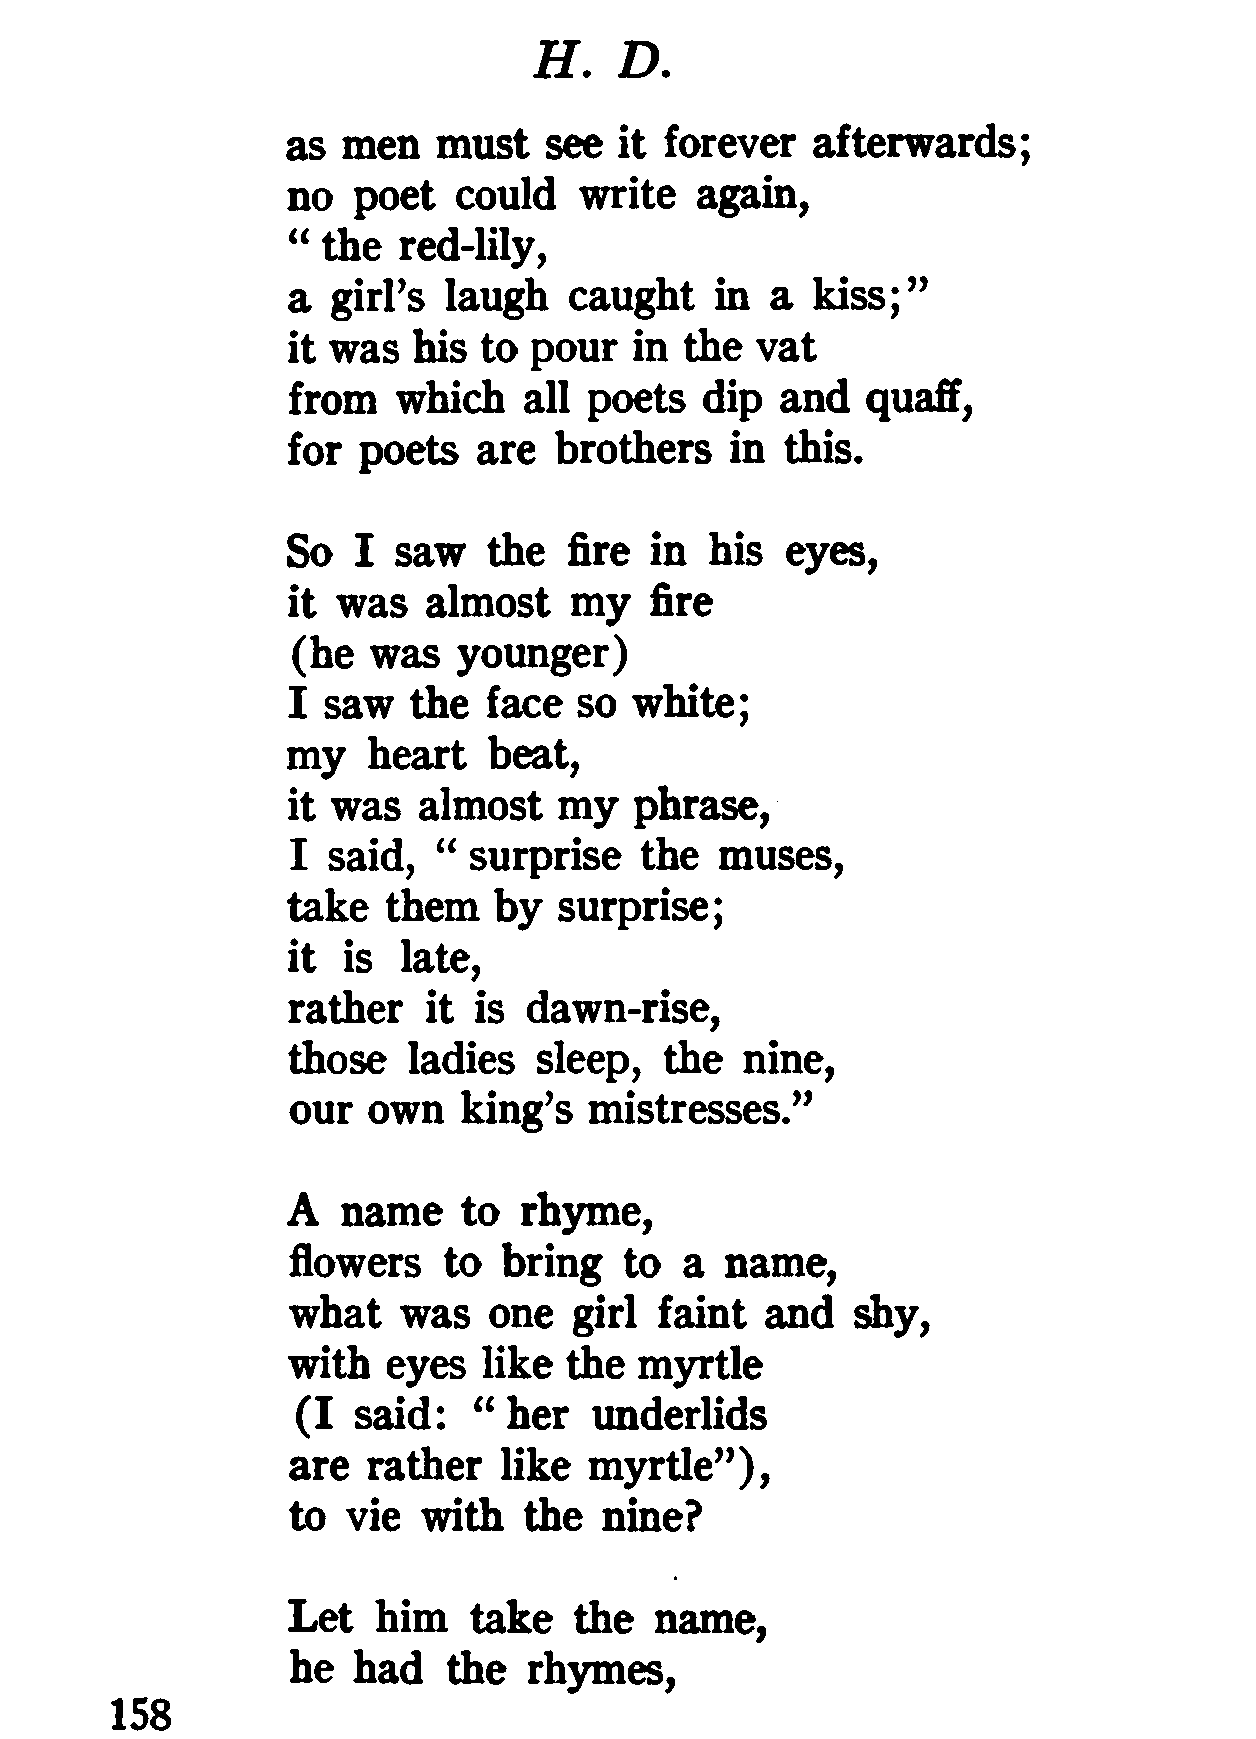 H. D.
as men must see it forever afterwards;
no poet could write again,
“ the red-lily,
a girl’s laugh caught in a kiss;”
it was his to pour in the vat
from which all poets dip and quaff,
for poets are brothers in this.
So I saw the fire in his eyes,
it was almost my fire
(he was younger)
I saw the face so white;
my heart beat,
it was almost my phrase,
I said, “ surprise the muses,
take them by surprise;
it is late,
rather it is dawn-rise,
those ladies sleep, the nine,
our own king’s mistresses.”
A name to rhyme,
flowers to bring to a name,
what was one girl faint and shy,
with eyes like the myrtle
(I said: “ her underlids
are rather like myrtle”),
to vie with the nine?
Let him take the name,
he had the rhymes,
158